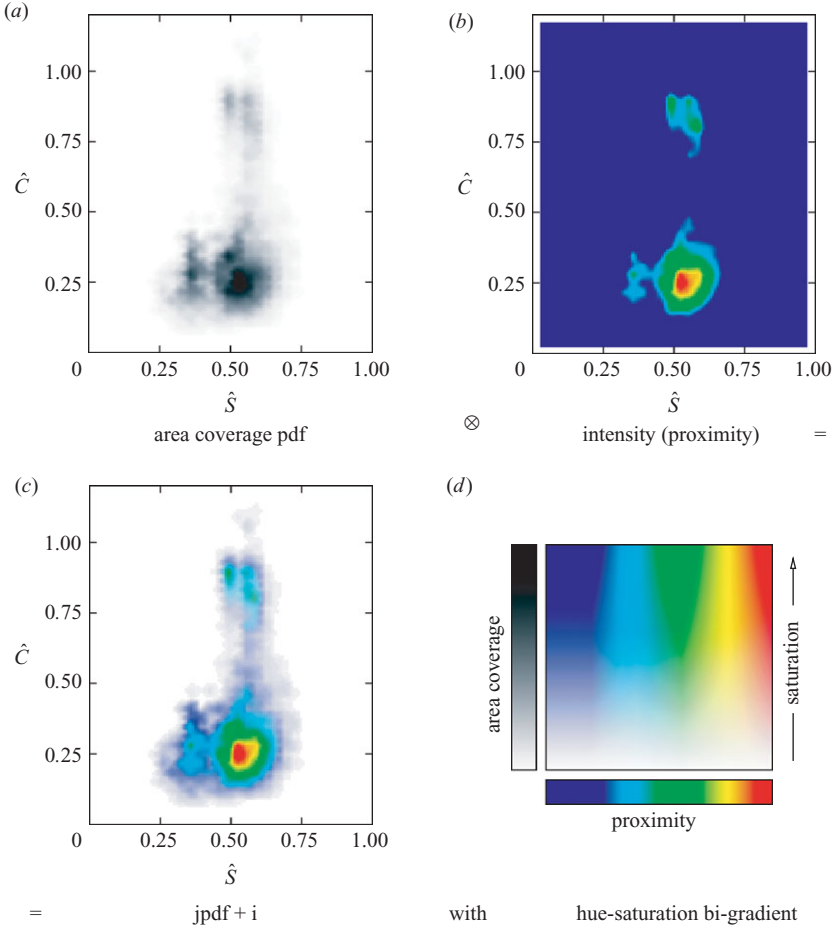 (a)
1.00
0.75
Ĉ
0.50
0.25
0 0.25 0.50 0.75 1.00
Ŝ
area coverage pdf
⊗
(b)
1.00
0.75
Ĉ
0.50
0.25
0 0.25 0.50 0.75 1.00
Ŝ
intensity (proximity) =
(c)
1.00
0.75
Ĉ
0.50
0.25
0 0.25 0.50 0.75 1.00
Ŝ
(d)
area coverage
saturation
proximity
= jpdf + i with hue-saturation bi-gradient